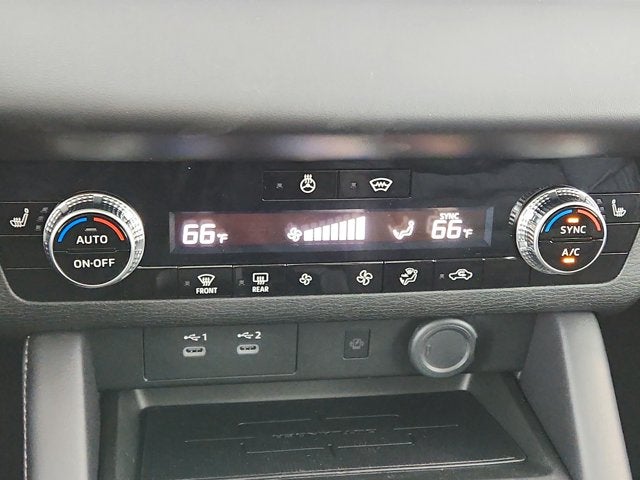 SYNC
66°F
66°F
AUTO
ON-OFF
SYNC
A/C
FRONT
REAR
1
2